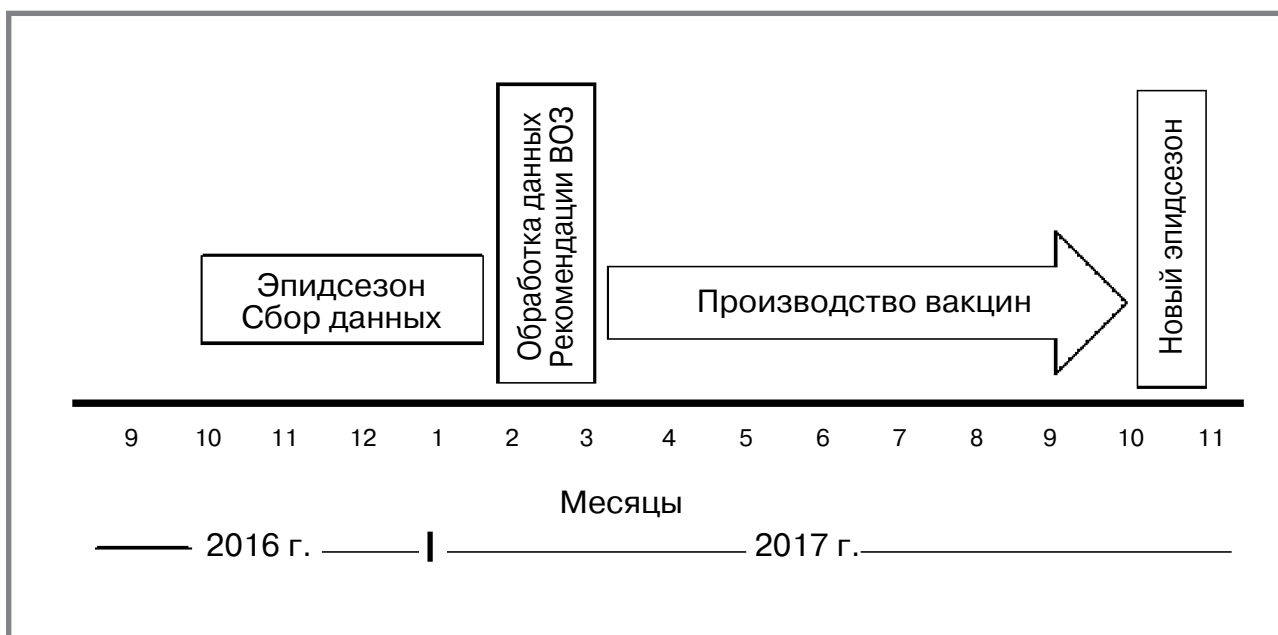 Эпидсезон
Сбор данных
Обработка данных
Рекомендации ВОЗ
Производство вакцин
Новый эпидсезон
9 10 11 12 1 2 3 4 5 6 7 8 9 10 11
Месяцы
2016 г. 2017 г.